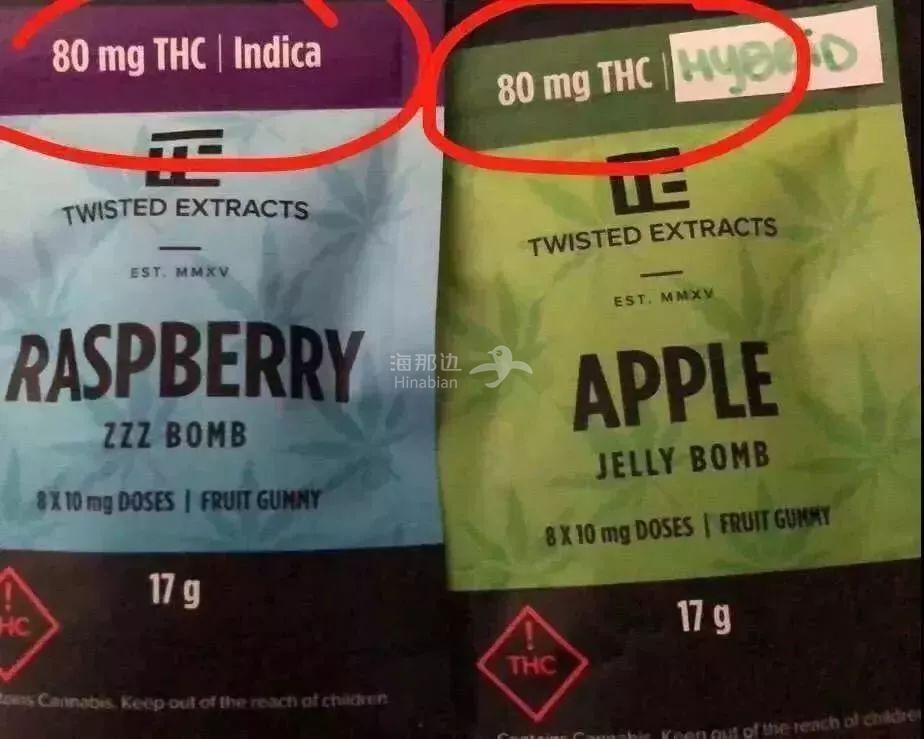 80 mg THC | Indica
TWISTED EXTRACTS
EST. MMXV
RASPBERRY
ZZZ BOMB
8 X 10 mg DOSES | FRUIT GUMMY
17 g
!
HC
Cannabis. Keep out of the reach of children.
80 mg THC | HYBRiD
TWISTED EXTRACTS
EST. MMXV
APPLE
JELLY BOMB
8 X 10 mg DOSES | FRUIT GUMMY
17 g
!
THC
Contains Cannabis. Keep out of the reach of children
海那边
Hinabian